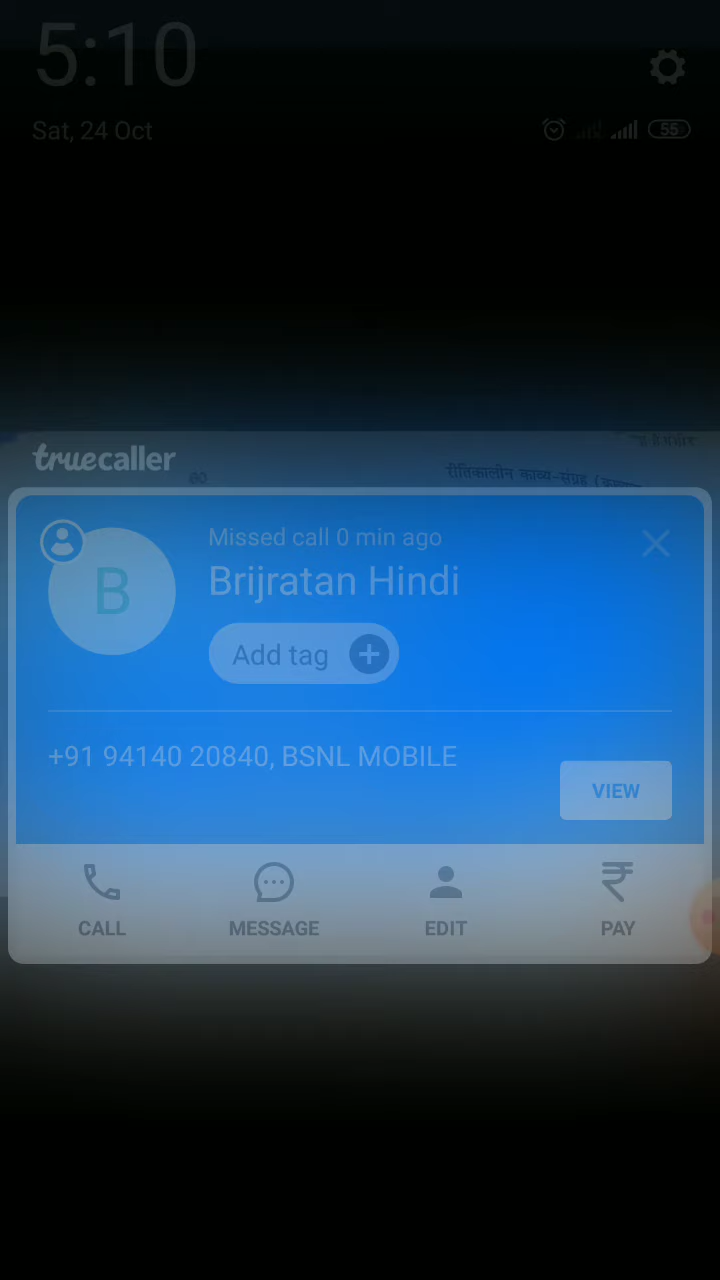 5:10
Sat, 24 Oct
55
truecaller
रीतिकालीन काव्य-संग्रह
Missed call 0 min ago
B
Brijratan Hindi
Add tag
+91 94140 20840, BSNL MOBILE
VIEW
CALL
MESSAGE
EDIT
PAY